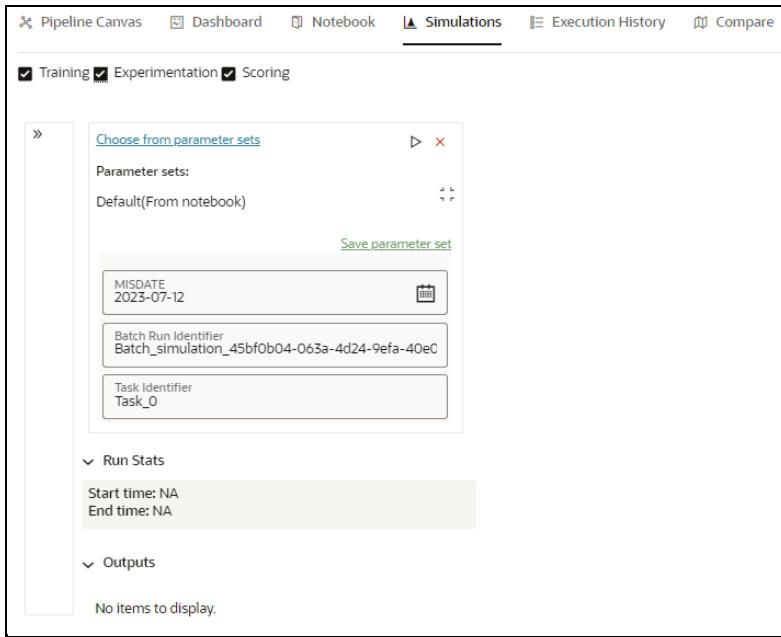 Pipeline Canvas Dashboard Notebook Simulations Execution History Compare
Training Experimentation Scoring
Choose from parameter sets
Parameter sets:
Default(From notebook)
Save parameter set
MISDATE
2023-07-12
Batch Run Identifier
Batch_simulation_45bf0b04-063a-4d24-9efa-40e0
Task Identifier
Task_0
Run Stats
Start time: NA
End time: NA
Outputs
No items to display.